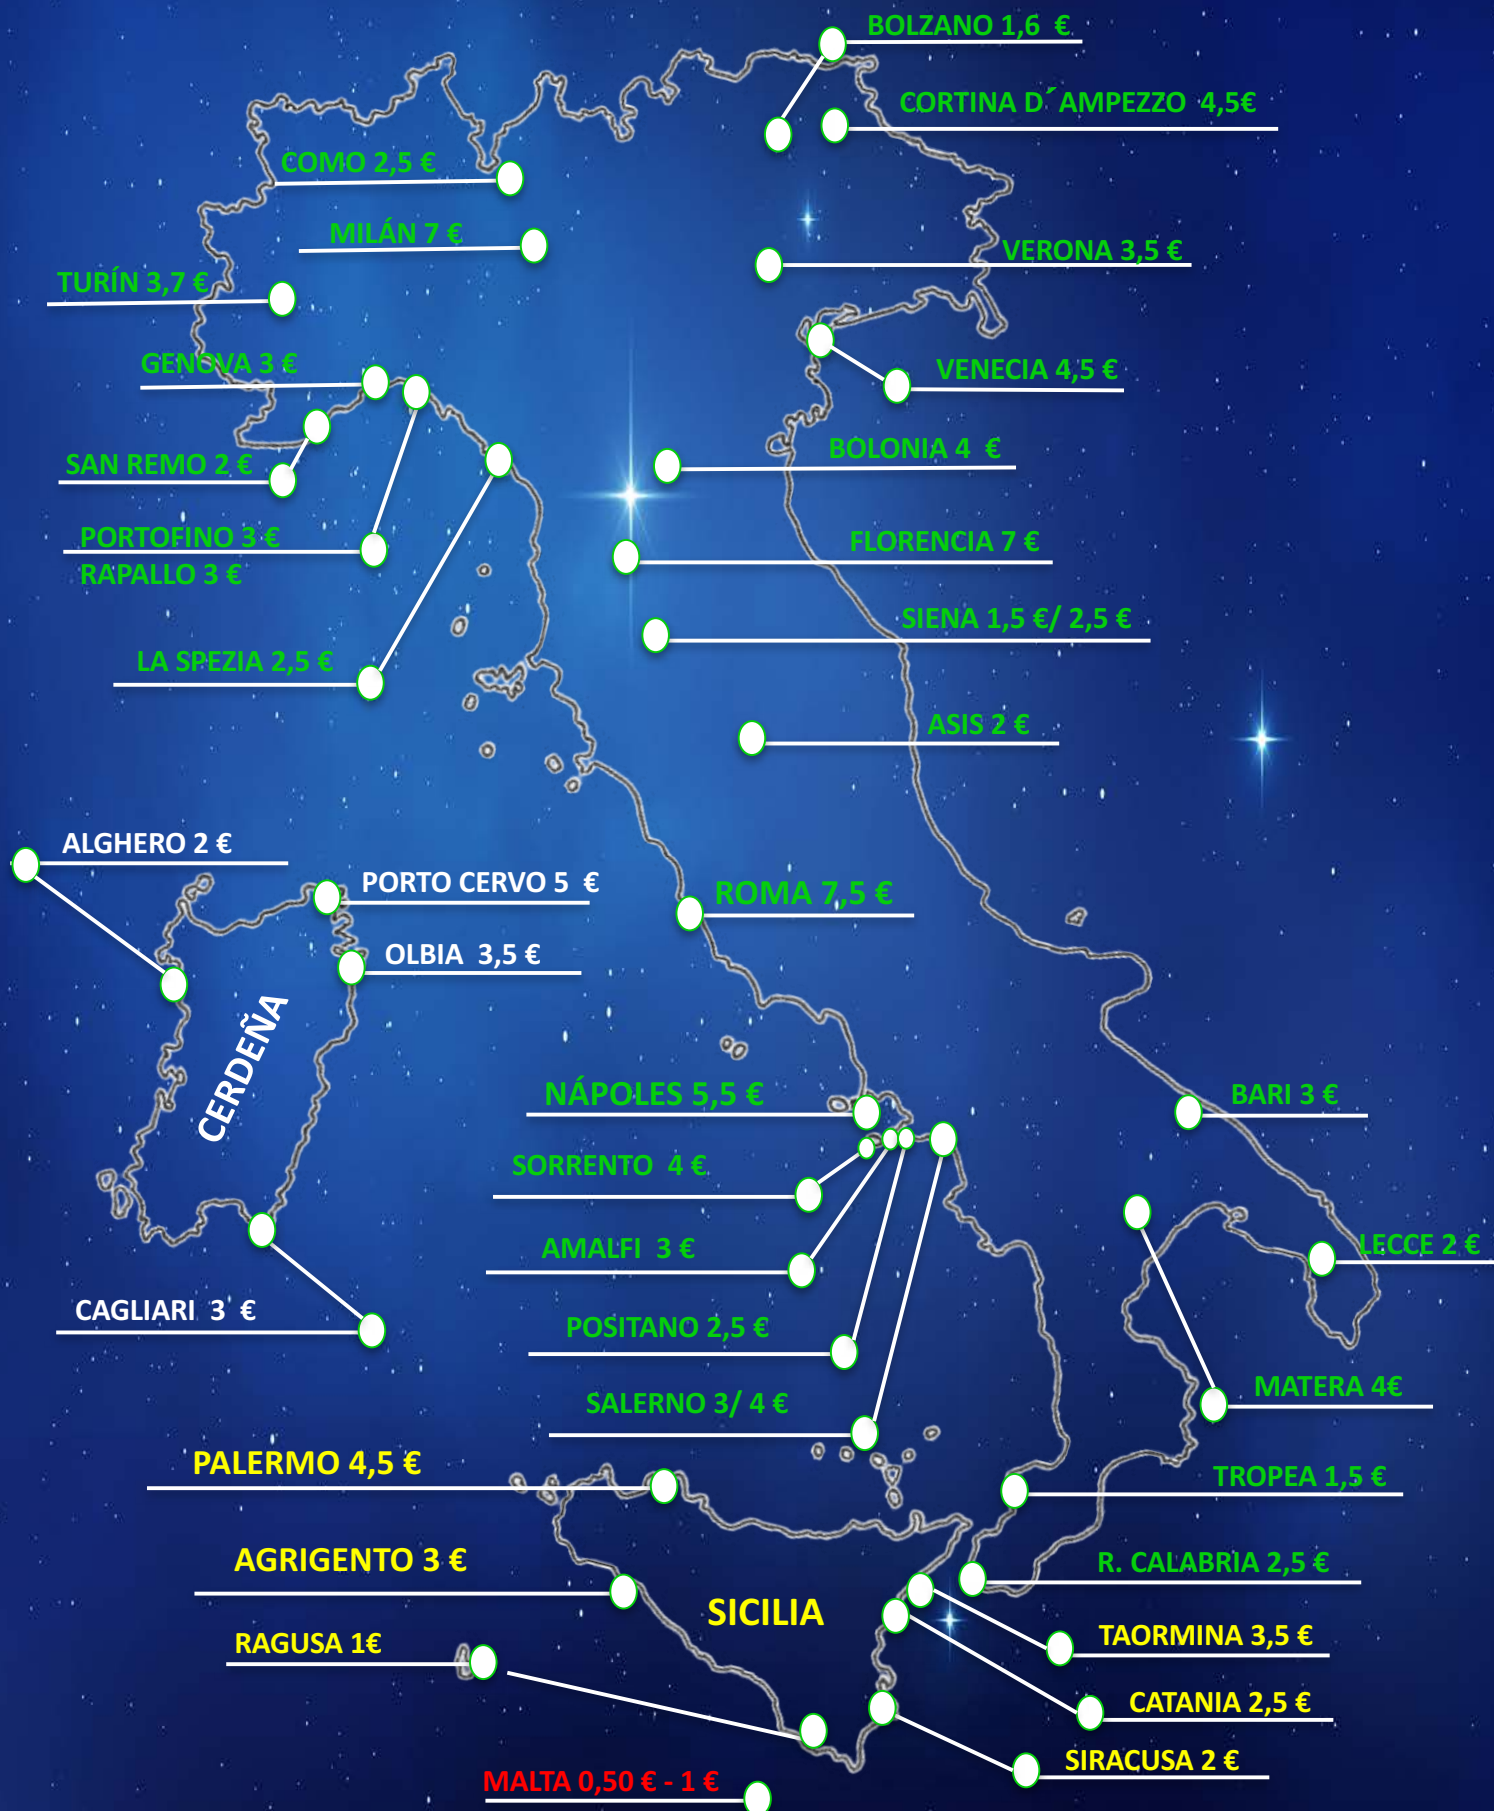 BOLZANO 1,6 €
CORTINA D´AMPEZZO 4,5€
COMO 2,5 €
MILÁN 7 €
VERONA 3,5 €
TURÍN 3,7 €
GENOVA 3 €
VENECIA 4,5 €
BOLONIA 4 €
SAN REMO 2 €
PORTOFINO 3 €
RAPALLO 3 €
FLORENCIA 7 €
SIENA 1,5 €/ 2,5 €
LA SPEZIA 2,5 €
ASIS 2 €
ALGHERO 2 €
PORTO CERVO 5 €
ROMA 7,5 €
OLBIA 3,5 €
CERDEÑA
NÁPOLES 5,5 €
BARI 3 €
SORRENTO 4 €
AMALFI 3 €
LECCE 2 €
CAGLIARI 3 €
POSITANO 2,5 €
MATERA 4€
SALERNO 3/ 4 €
PALERMO 4,5 €
TROPEA 1,5 €
AGRIGENTO 3 €
R. CALABRIA 2,5 €
SICILIA
RAGUSA 1€
TAORMINA 3,5 €
CATANIA 2,5 €
SIRACUSA 2 €
MALTA 0,50 € - 1 €